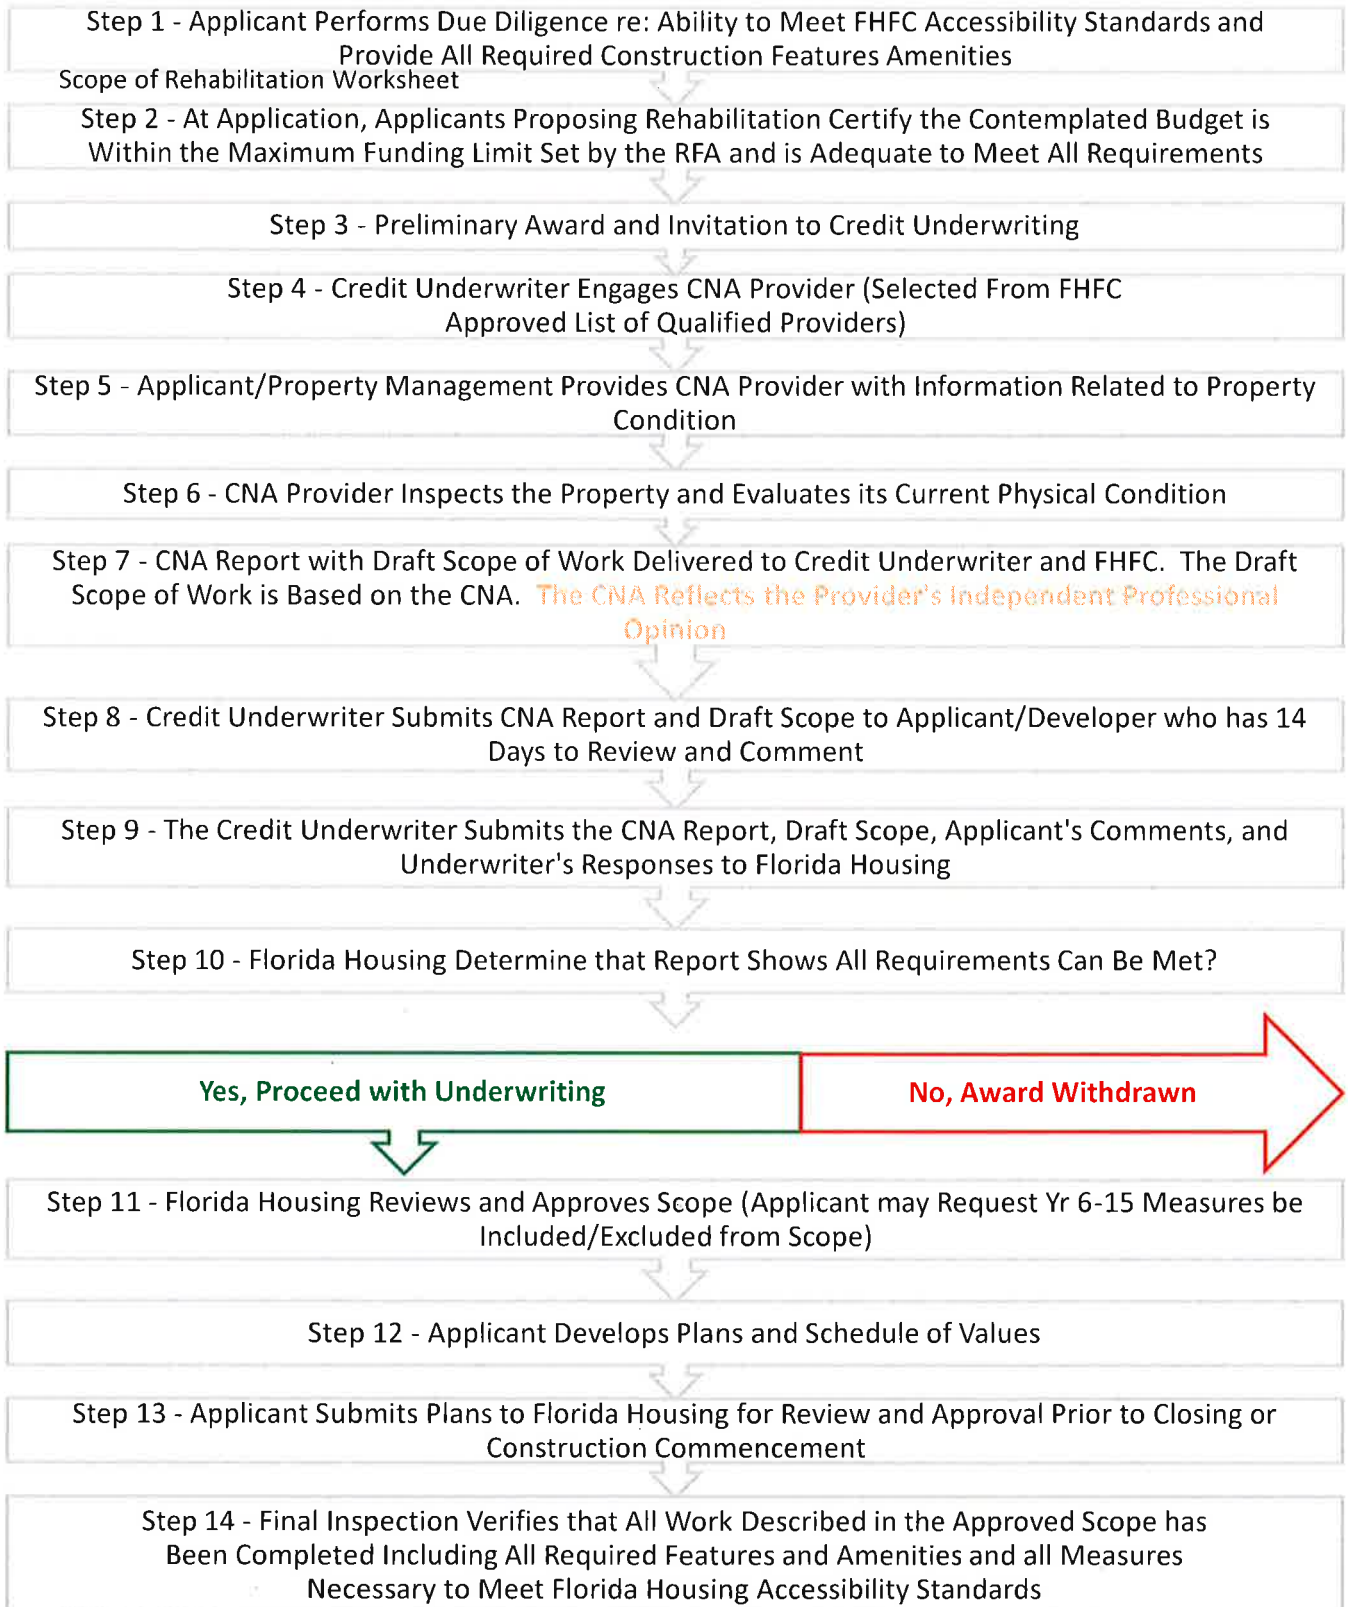 Step 1 - Applicant Performs Due Diligence re: Ability to Meet FHFC Accessibility Standards and
Provide All Required Construction Features Amenities
Scope of Rehabilitation Worksheet
Step 2 - At Application, Applicants Proposing Rehabilitation Certify the Contemplated Budget is
Within the Maximum Funding Limit Set by the RFA and is Adequate to Meet All Requirements
Step 3 - Preliminary Award and Invitation to Credit Underwriting
Step 4 - Credit Underwriter Engages CNA Provider (Selected From FHFC
Approved List of Qualified Providers)
Step 5 - Applicant/Property Management Provides CNA Provider with Information Related to Property
Condition
Step 6 - CNA Provider Inspects the Property and Evaluates its Current Physical Condition
Step 7 - CNA Report with Draft Scope of Work Delivered to Credit Underwriter and FHFC. The Draft
Scope of Work is Based on the CNA. The CNA Reflects the Provider's Independent Professional
Opinion
Step 8 - Credit Underwriter Submits CNA Report and Draft Scope to Applicant/Developer who has 14
Days to Review and Comment
Step 9 - The Credit Underwriter Submits the CNA Report, Draft Scope, Applicant's Comments, and
Underwriter's Responses to Florida Housing
Step 10 - Florida Housing Determine that Report Shows All Requirements Can Be Met?
Yes, Proceed with Underwriting
No, Award Withdrawn
Step 11 - Florida Housing Reviews and Approves Scope (Applicant may Request Yr 6-15 Measures be
Included/Excluded from Scope)
Step 12 - Applicant Develops Plans and Schedule of Values
Step 13 - Applicant Submits Plans to Florida Housing for Review and Approval Prior to Closing or
Construction Commencement
Step 14 - Final Inspection Verifies that All Work Described in the Approved Scope has
Been Completed Including All Required Features and Amenities and all Measures
Necessary to Meet Florida Housing Accessibility Standards